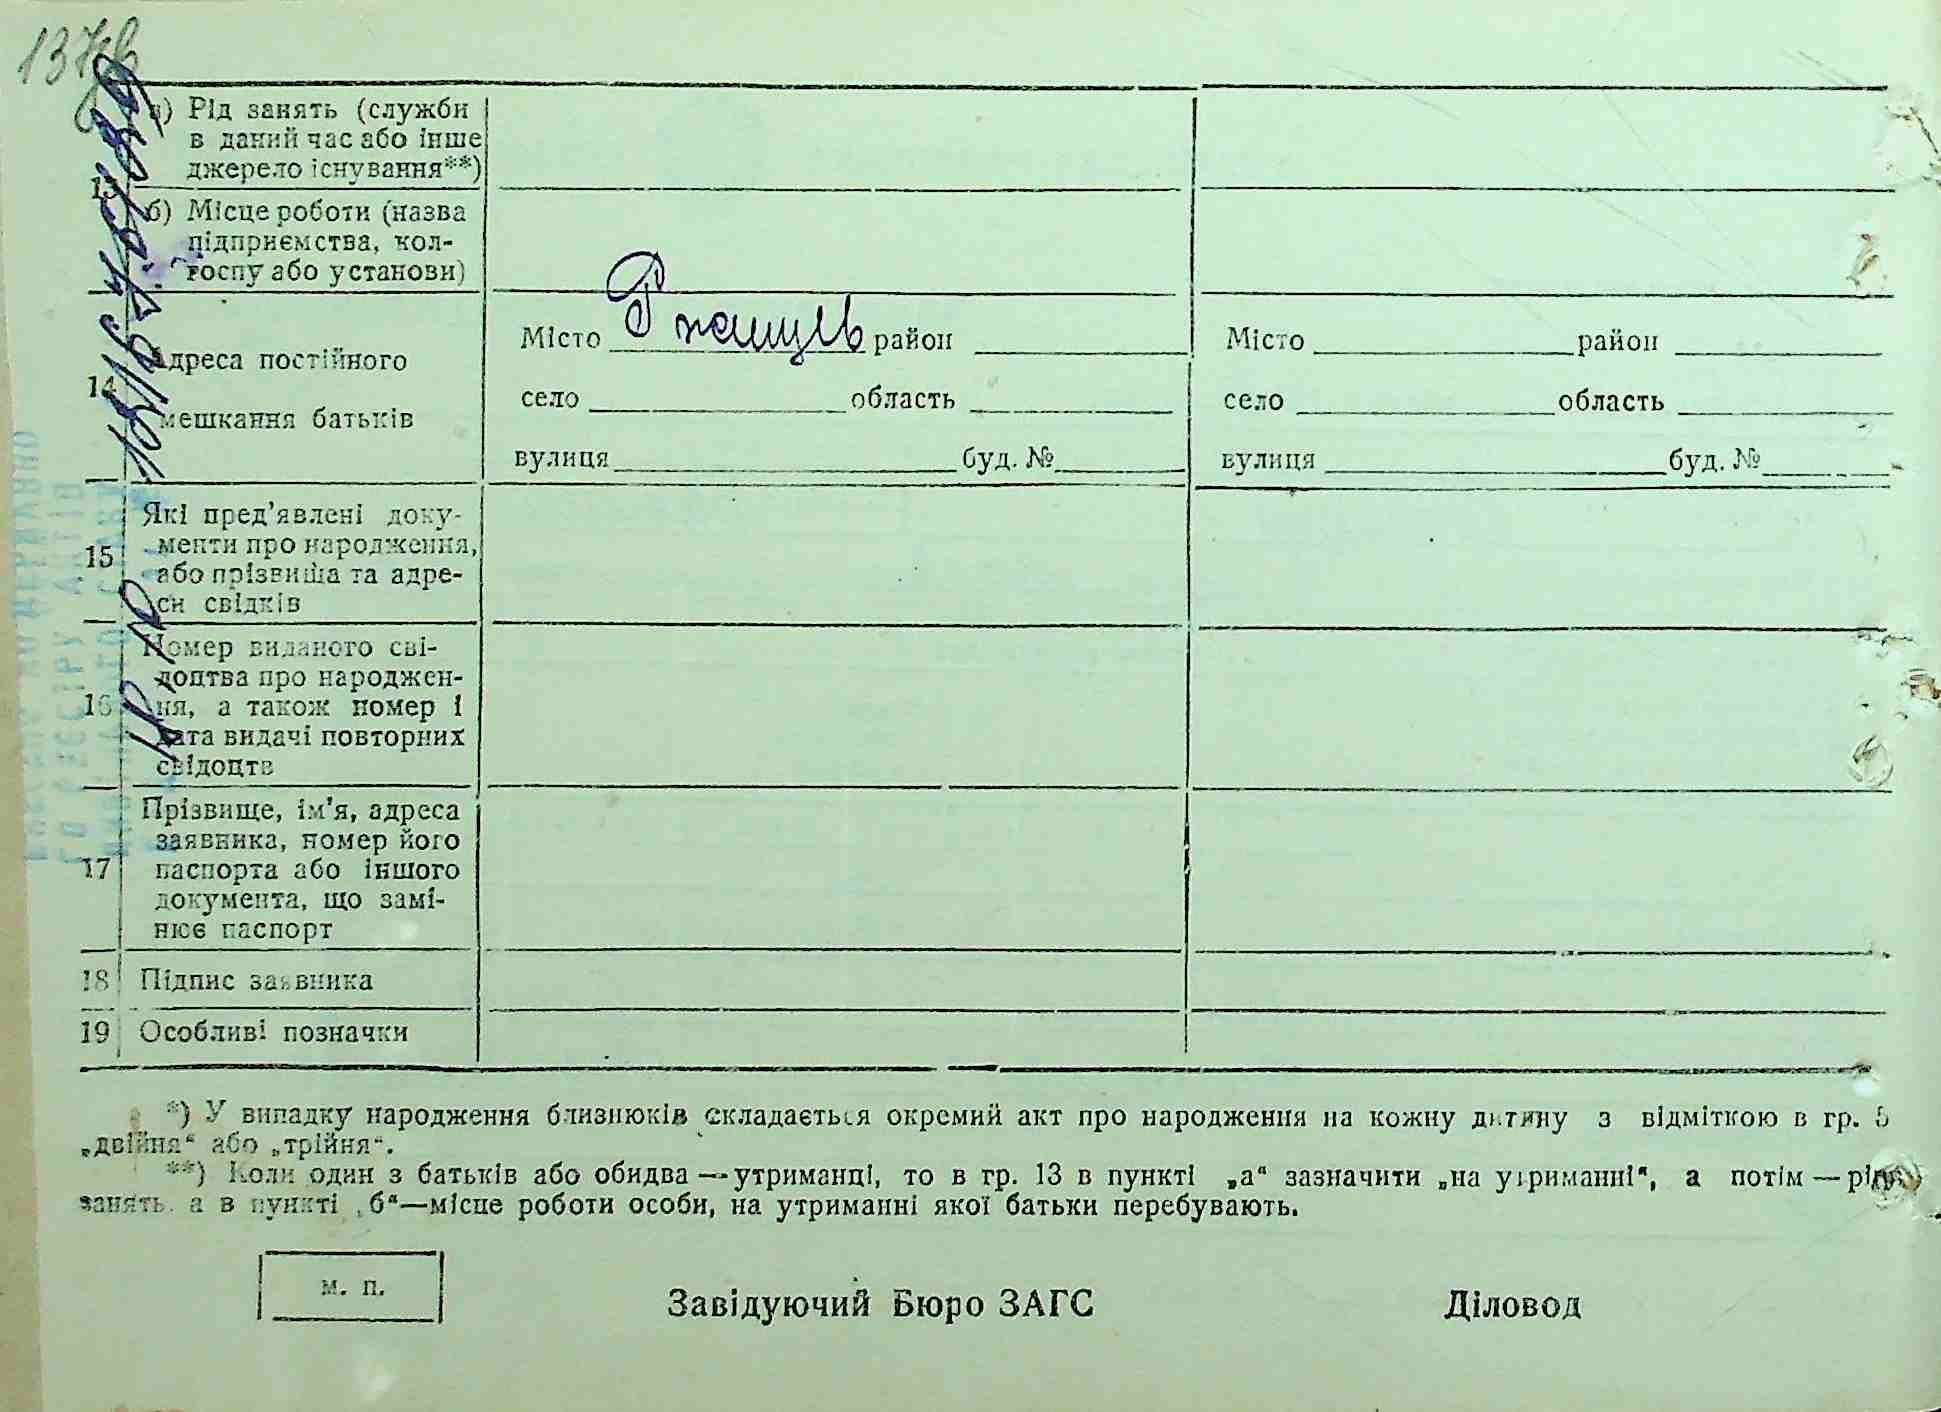 а) Рід занять (служби
в даний час або інше
джерело існування**)
13
б) Місце роботи (назва
підприємства, кол-
госпу або установи)
Місто Ржищів район
Місто район
14
Адреса постійного
село область
село область
мешкання батьків
вулиця буд. №
вулиця буд. №
15
Які пред'явлені доку-
менти про народження,
або прізвища та адре-
си свідків
16
Номер виданого сві-
доцтва про народжен-
ня, а також номер і
дата видачі повторних
свідоцтв
17
Прізвище, ім'я, адреса
заявника, номер його
паспорта або іншого
документа, що замі-
нює паспорт
18 Підпис заявника
19 Особливі позначки
*) У випадку народження близнюків складається окремий акт про народження на кожну дитину з відміткою в гр. 5
„двійня“ або „трійня“.
**) Коли один з батьків або обидва — утриманці, то в гр. 13 в пункті „а“ зазначити „на утриманні“, а потім — рід
занять, а в пункті „б“—місце роботи особи, на утриманні якої батьки перебувають.
м. п.
Завідуючий Бюро ЗАГС
Діловод